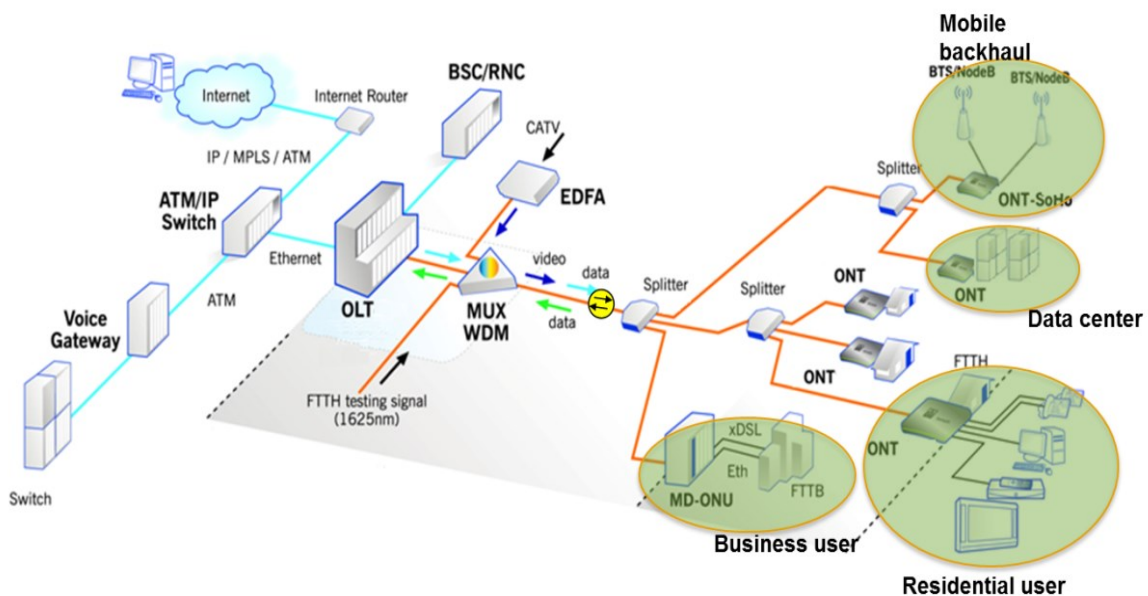 Mobile
backhaul
BTS/NodeB
BTS/NodeB
BSC/RNC
Internet
Internet Router
CATV
IP / MPLS / ATM
EDFA
Splitter
ONT-SoHo
ATM/IP
Switch
Ethernet
video
data
ATM
OLT
MUX
WDM
data
Splitter
Splitter
ONT
ONT
Data center
Voice
Gateway
ONT
FTTH
FTTH testing signal
(1625nm)
xDSL
Eth
ONT
MD-ONU
FTTB
Switch
Business user
Residential user